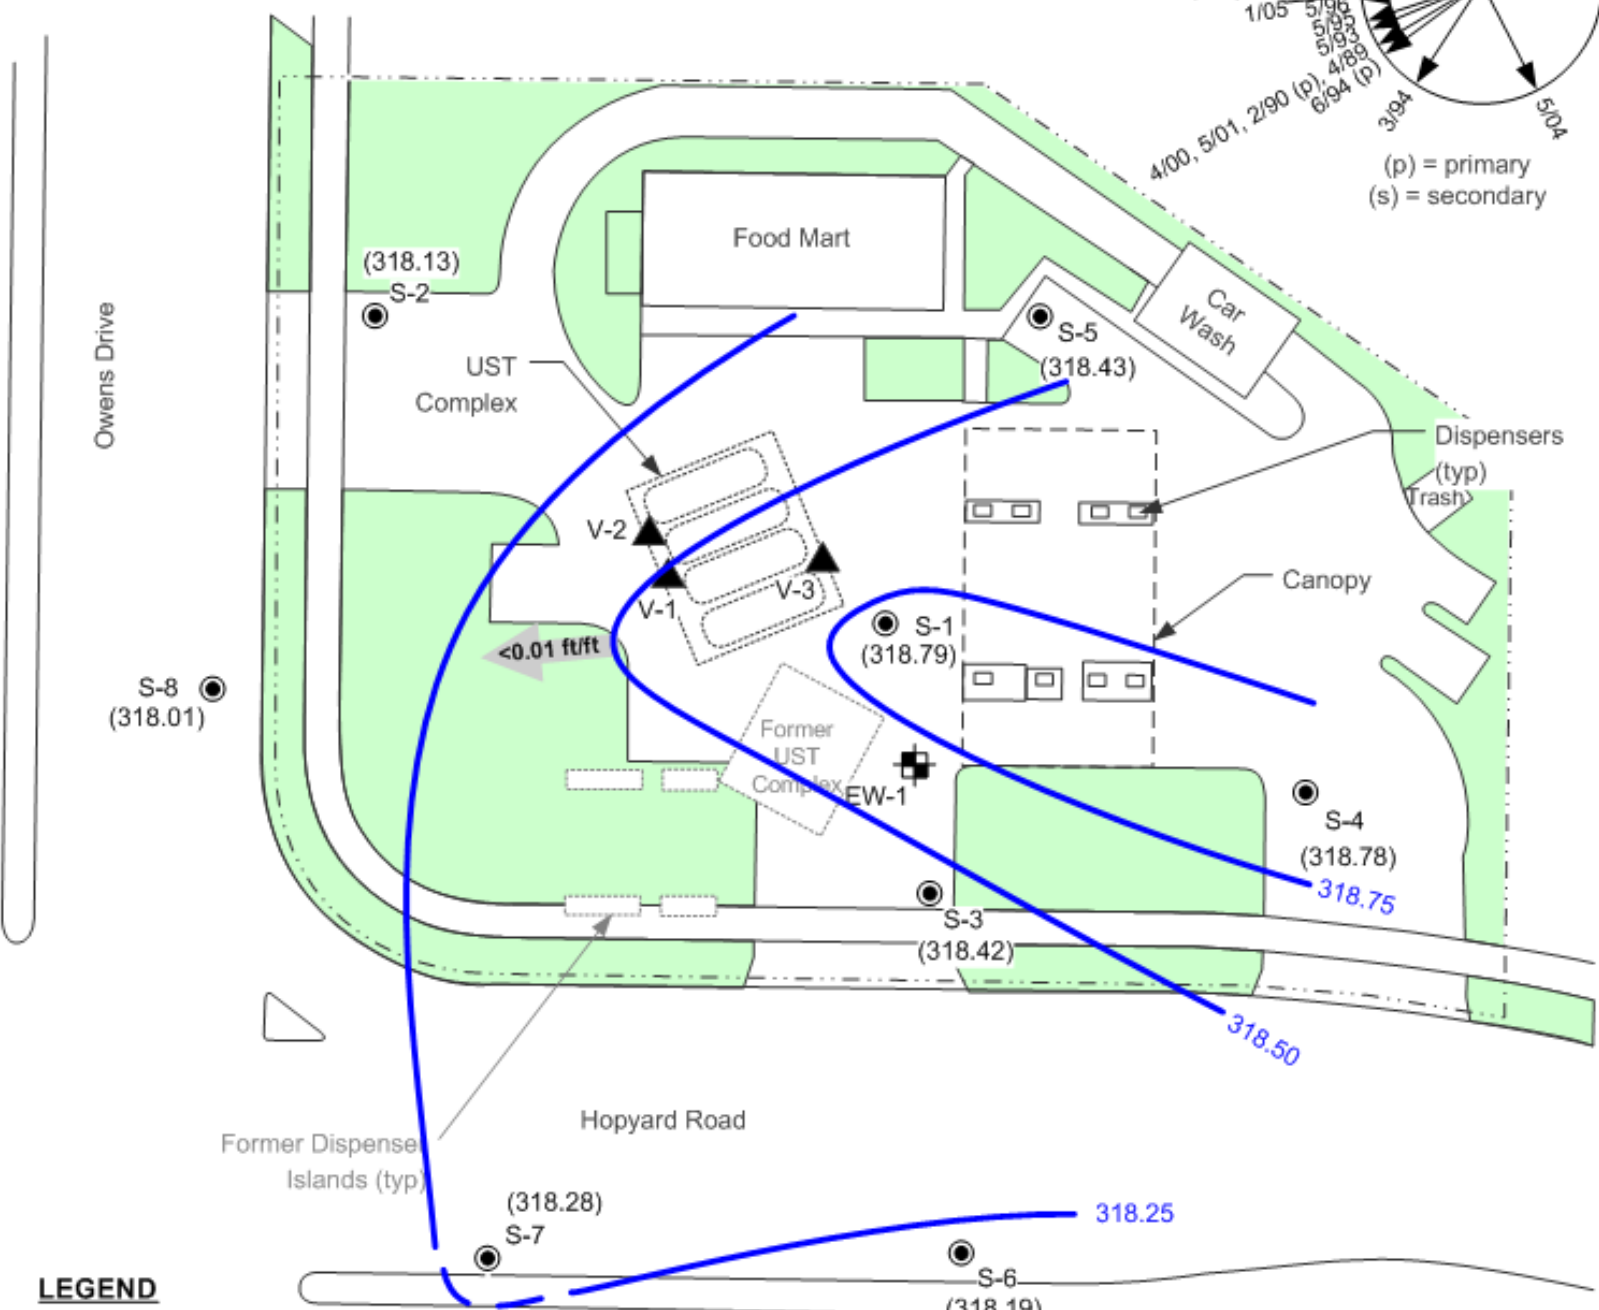 1/05 5/96
5/95
5/93
4/00, 5/01, 2/90 (p), 4/89
6/94 (p)
3/94
5/04
(p) = primary
(s) = secondary
Food Mart
(318.13)
S-2
Car
Wash
S-5
(318.43)
Owens Drive
UST
Complex
Dispensers
(typ)
Trash
V-2
V-3
V-1
Canopy
S-1
(318.79)
<0.01 ft/ft
S-8
(318.01)
Former
UST
Complex
EW-1
S-4
(318.78)
318.75
S-3
(318.42)
318.50
Hopyard Road
Former Dispenser
Islands (typ)
(318.28)
S-7
318.25
S-6
(318.19)
LEGEND